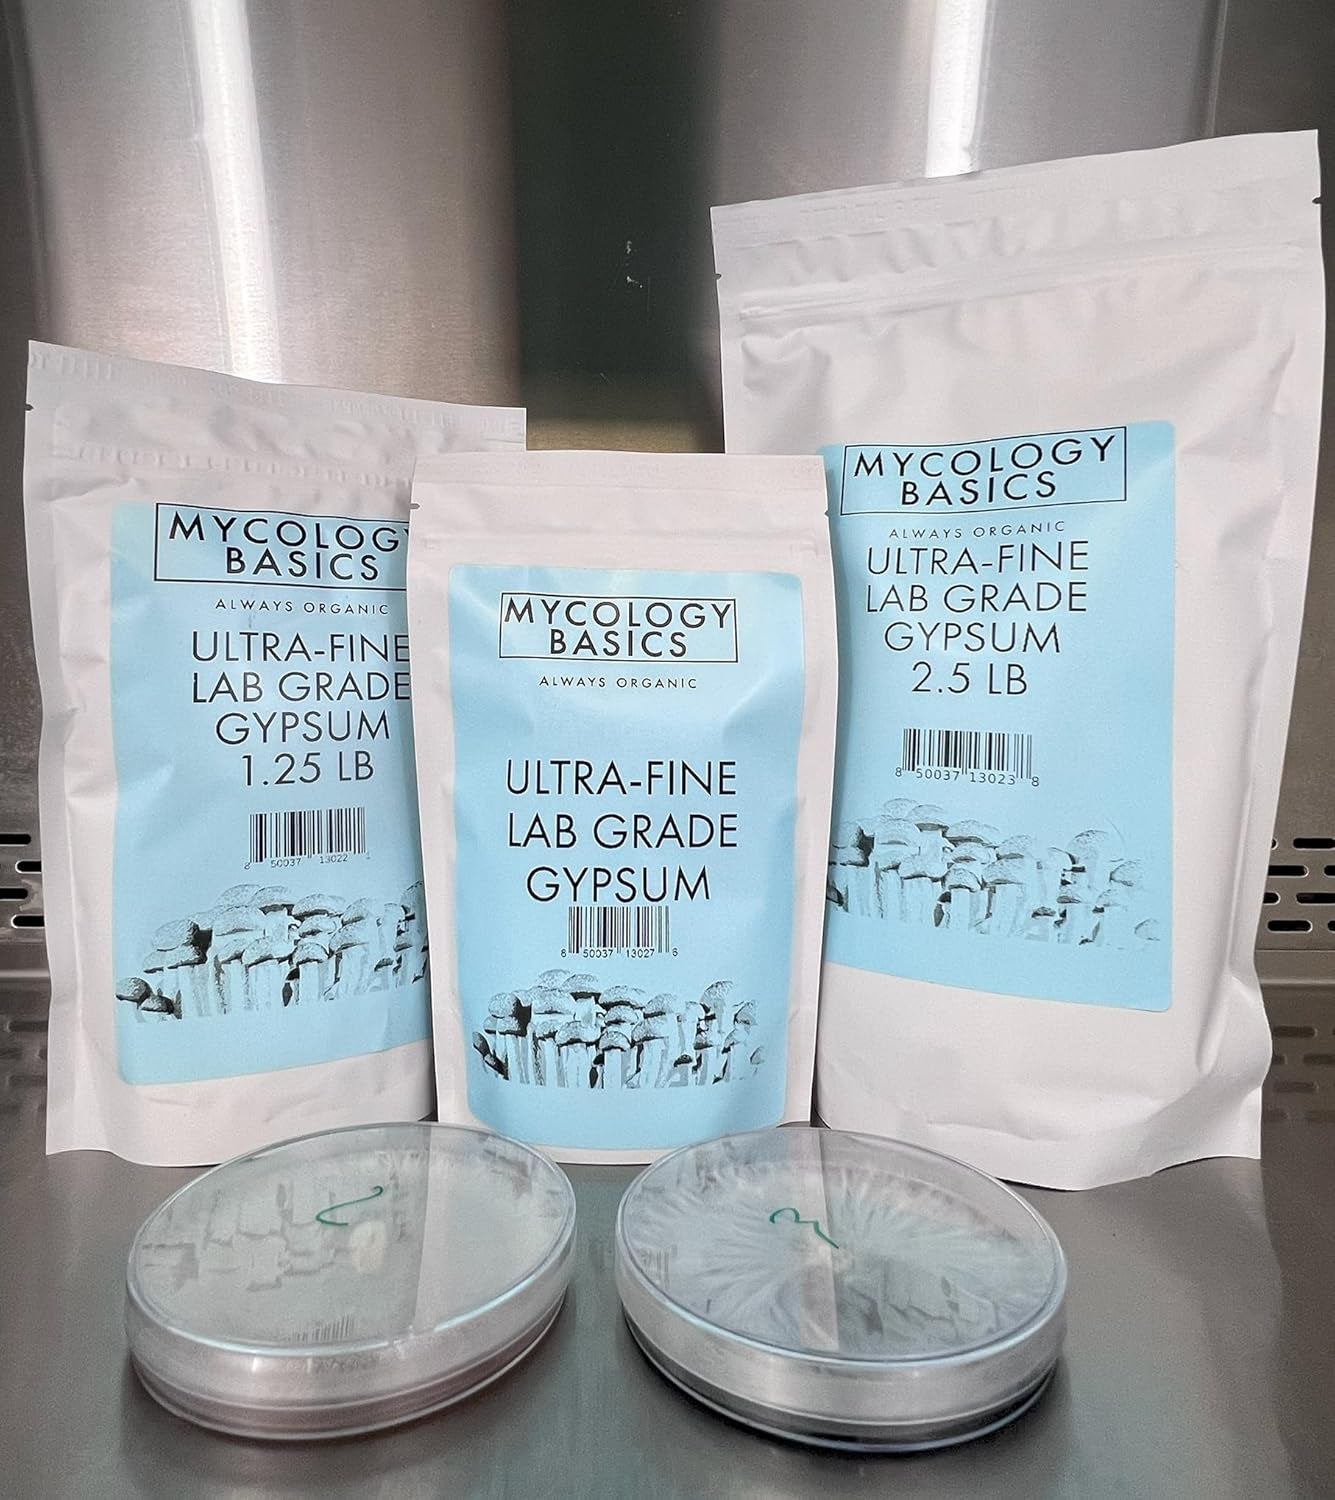 MYCOLOGY
BASICS
ALWAYS ORGANIC
ULTRA-FINE
LAB GRADE
GYPSUM
1.25 LB
8 50037 13022 1
MYCOLOGY
BASICS
ALWAYS ORGANIC
ULTRA-FINE
LAB GRADE
GYPSUM
8 50037 13027 6
MYCOLOGY
BASICS
ALWAYS ORGANIC
ULTRA-FINE
LAB GRADE
GYPSUM
2.5 LB
8 50037 13023 8